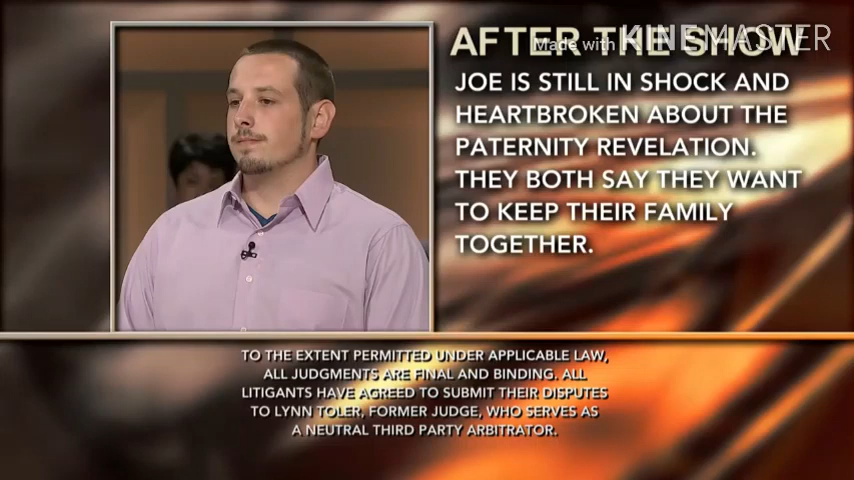 AFTER THE SHOW
Made with KINEMASTER
JOE IS STILL IN SHOCK AND
HEARTBROKEN ABOUT THE
PATERNITY REVELATION.
THEY BOTH SAY THEY WANT
TO KEEP THEIR FAMILY
TOGETHER.
TO THE EXTENT PERMITTED UNDER APPLICABLE LAW,
ALL JUDGMENTS ARE FINAL AND BINDING. ALL
LITIGANTS HAVE AGREED TO SUBMIT THEIR DISPUTES
TO LYNN TOLER, FORMER JUDGE, WHO SERVES AS
A NEUTRAL THIRD PARTY ARBITRATOR.